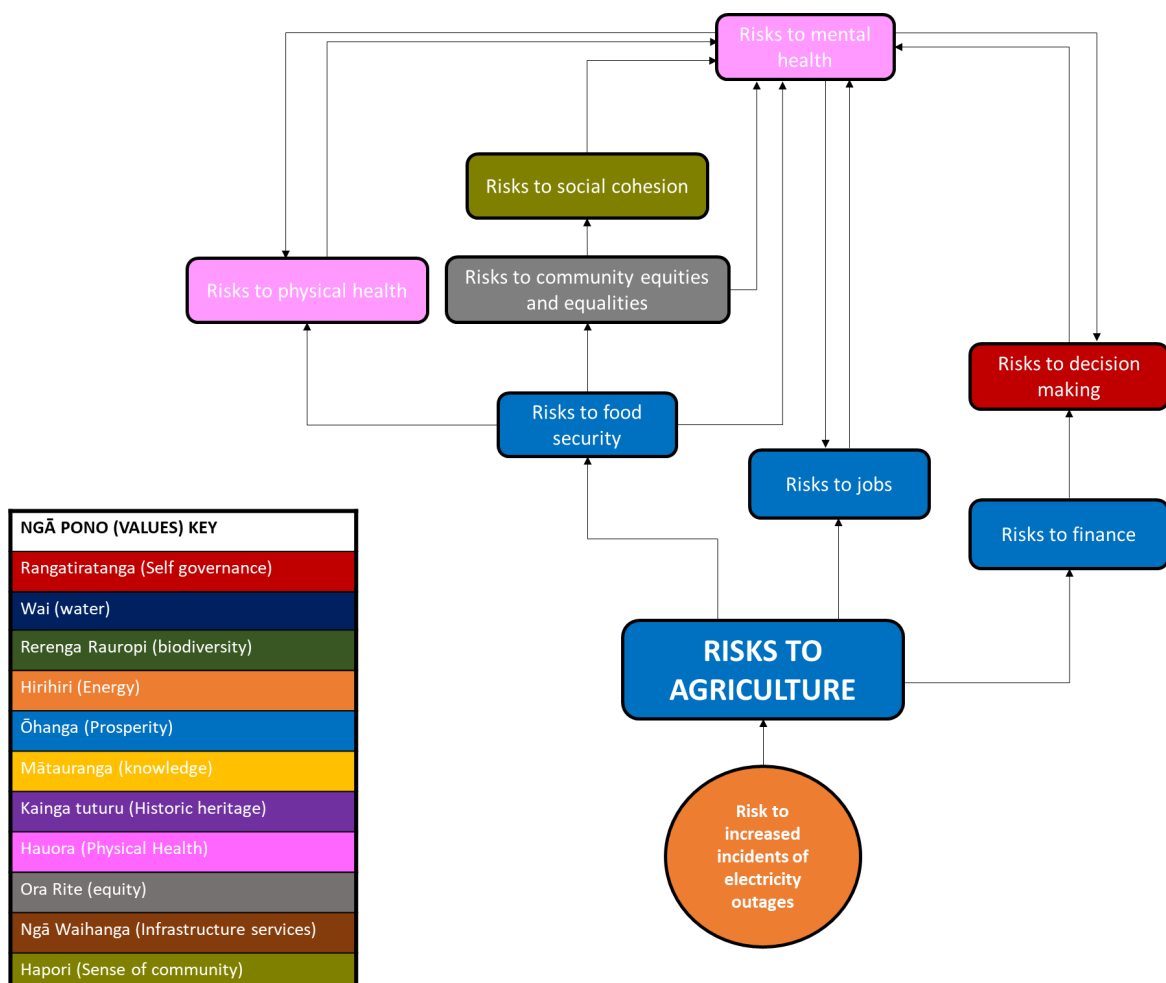 Risks to mental
health
Risks to social cohesion
Risks to physical health
Risks to community equities
and equalities
Risks to decision
making
Risks to food
security
Risks to jobs
Risks to finance
RISKS TO
AGRICULTURE
Risk to
increased
incidents of
electricity
outages
NGĀ PONO (VALUES) KEY
Rangatiratanga (Self governance)
Wai (water)
Rerenga Rauropi (biodiversity)
Hirihiri (Energy)
Ōhanga (Prosperity)
Mātauranga (knowledge)
Kainga tuturu (Historic heritage)
Hauora (Physical Health)
Ora Rite (equity)
Ngā Waihanga (Infrastructure services)
Hapori (Sense of community)